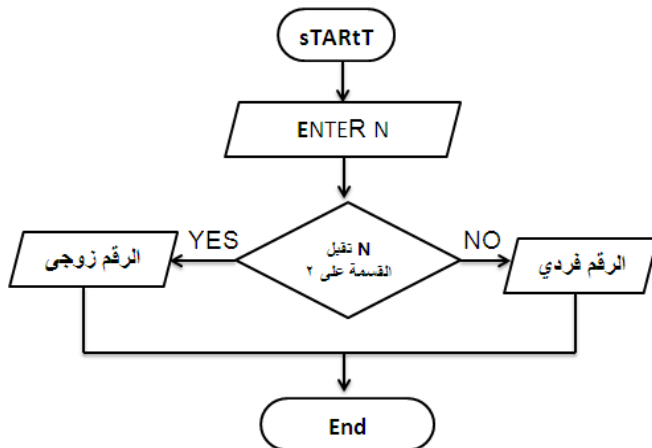 sTARtT
ENTER N
YES
NO
الرقم زوجى
N تقبل
القسمة على ٢
الرقم فردي
End